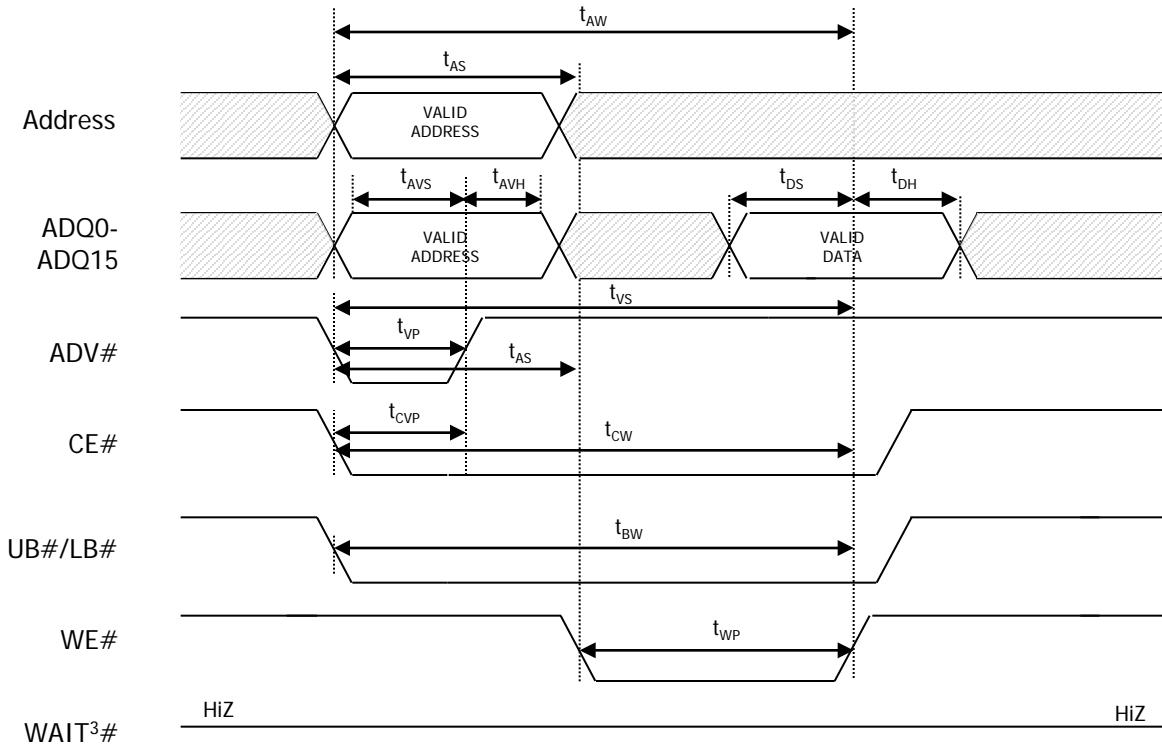 tAW
tAS
Address
VALID
ADDRESS
tAVS
tAVH
tDS
tDH
ADQ0-
ADQ15
VALID
ADDRESS
VALID
DATA
tVS
tVP
ADV#
tAS
tCVP
CE#
tCW
UB#/LB#
tBW
WE#
tWP
HiZ
HiZ
WAIT³#